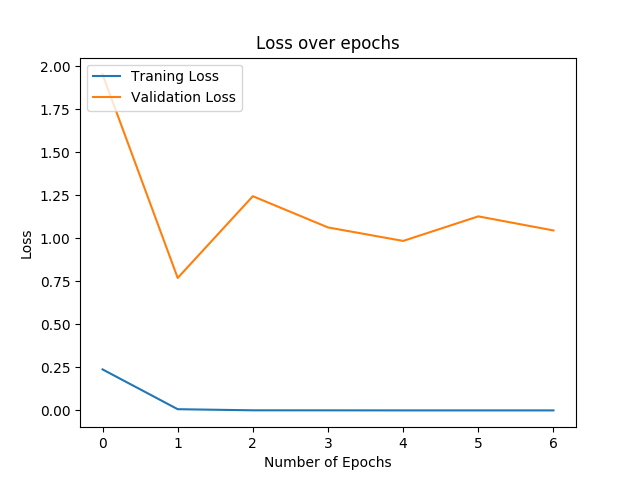 Loss over epochs
Traning Loss
Validation Loss
2.00
1.75
1.50
1.25
1.00
0.75
0.50
0.25
0.00
Loss
0 1 2 3 4 5 6
Number of Epochs